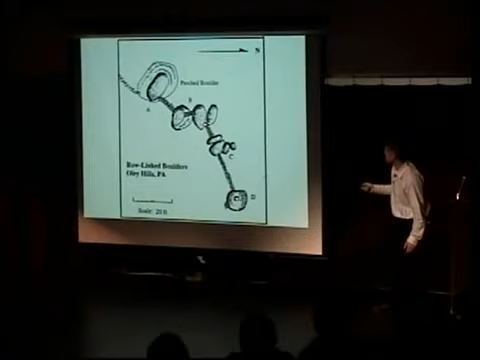 N
Perched Boulder
A
B
C
Row-Linked Boulders
Oley Hills, PA
D
Scale: 20 ft.